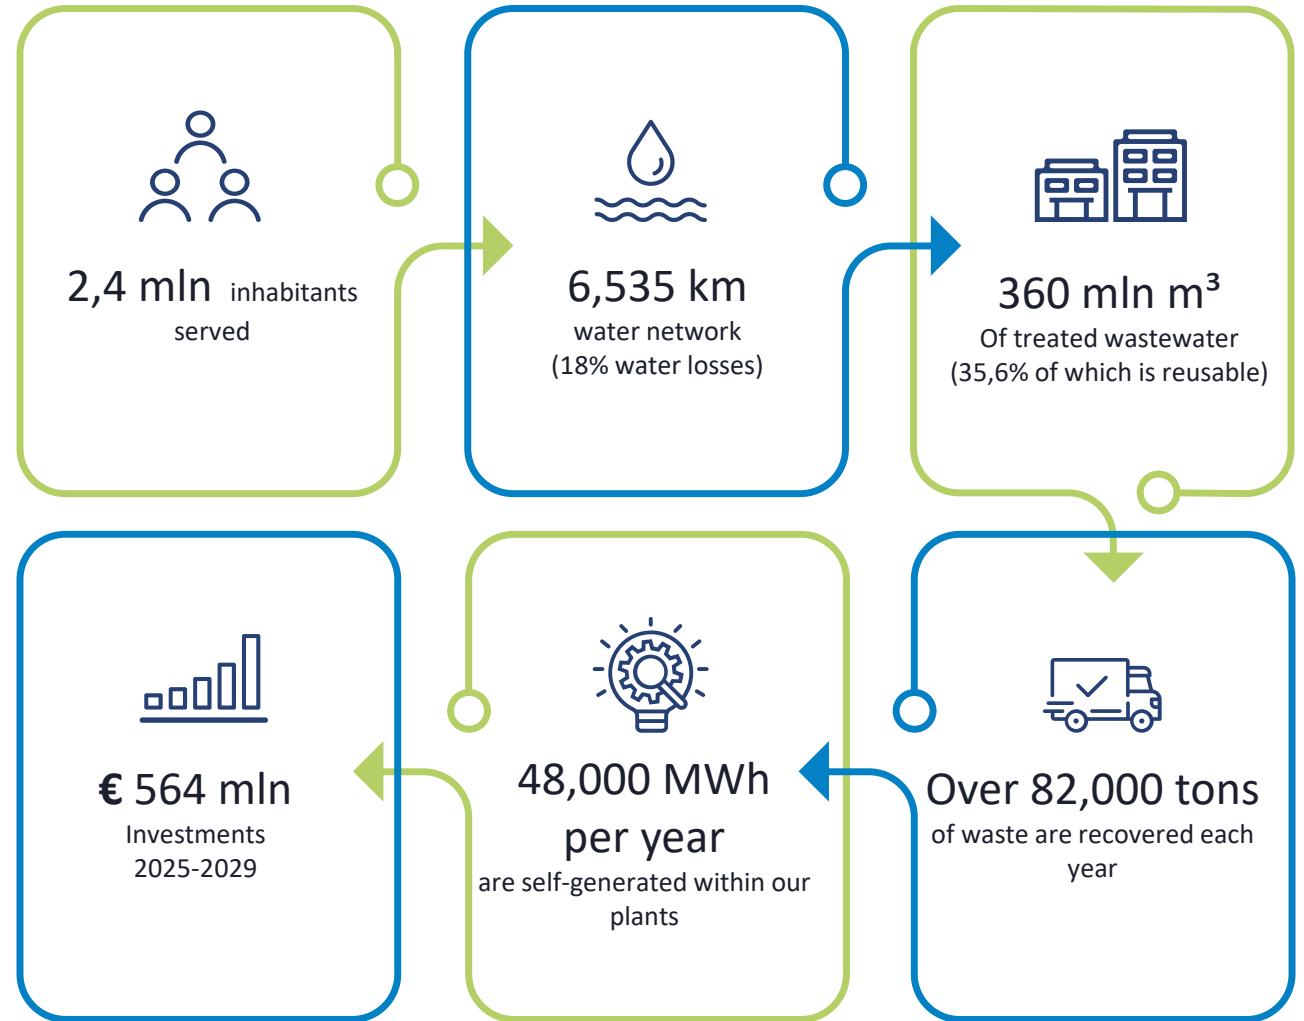 2,4 mln inhabitants
served
6,535 km
water network
(18% water losses)
360 mln m³
Of treated wastewater
(35,6% of which is reusable)
Over 82,000 tons
of waste are recovered each
year
48,000 MWh
per year
are self-generated within our
plants
€ 564 mln
Investments
2025-2029